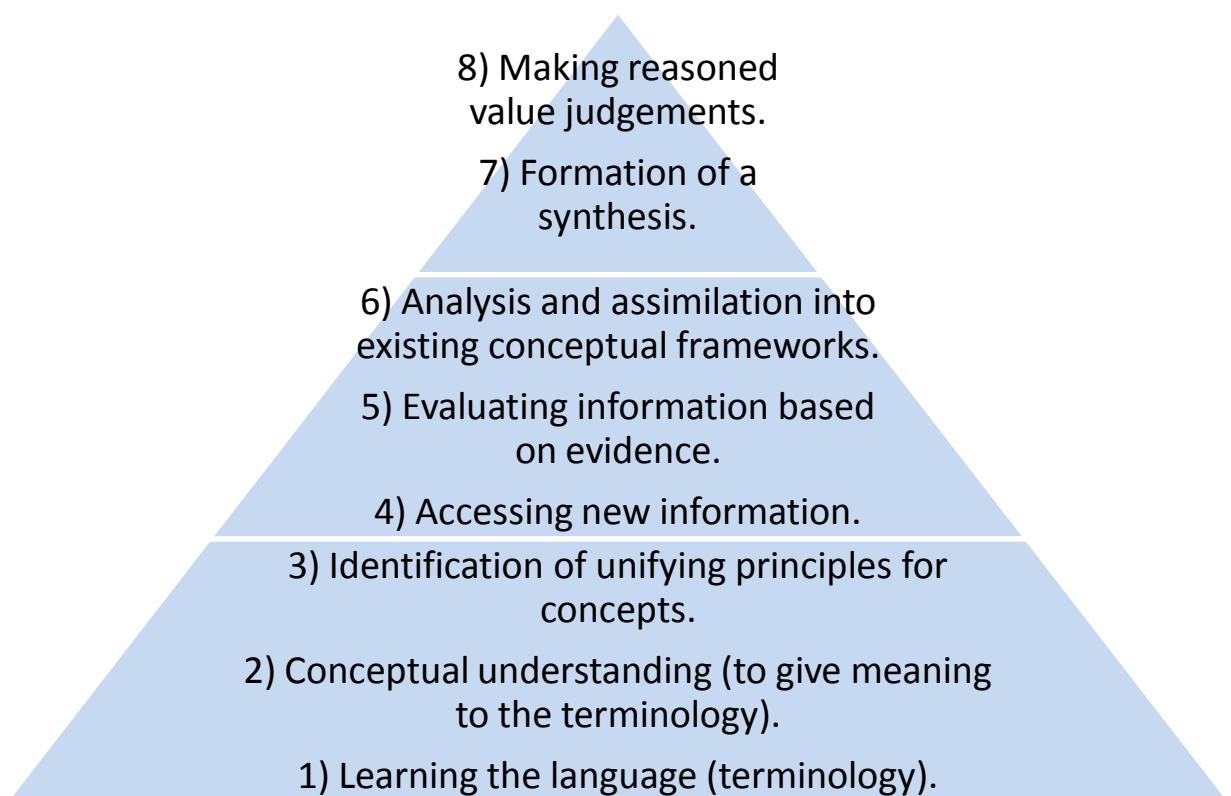 8) Making reasoned
value judgements.
7) Formation of a
synthesis.
6) Analysis and assimilation into
existing conceptual frameworks.
5) Evaluating information based
on evidence.
4) Accessing new information.
3) Identification of unifying principles for
concepts.
2) Conceptual understanding (to give meaning
to the terminology).
1) Learning the language (terminology).